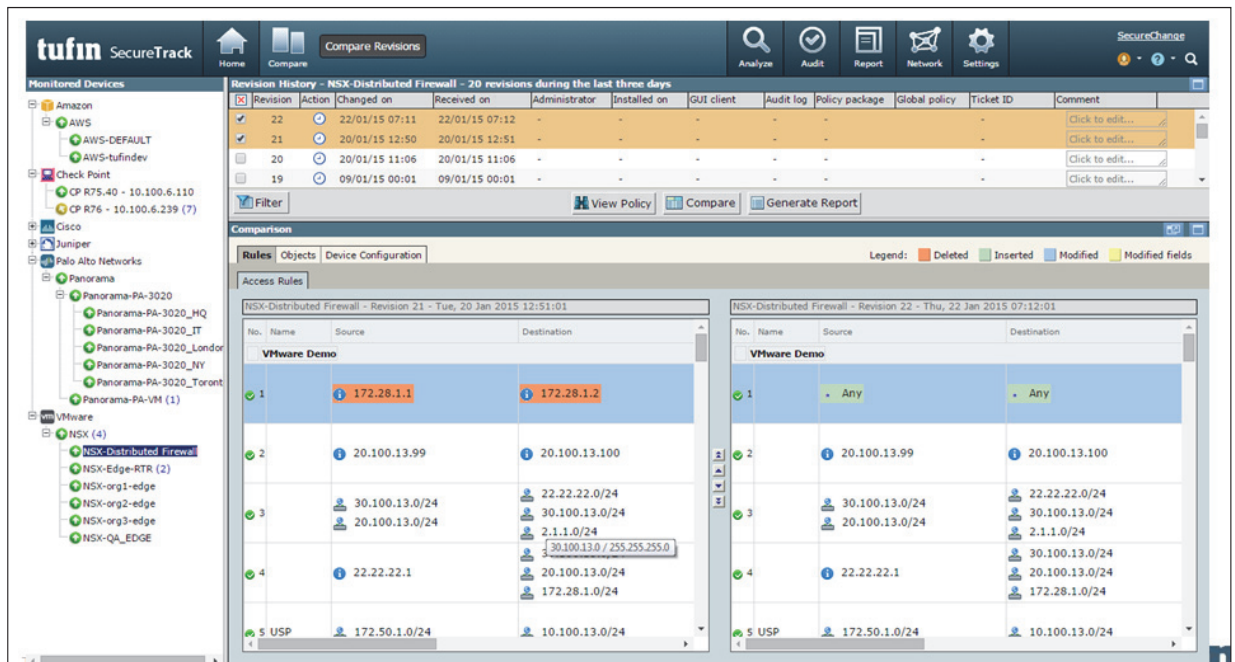 tufin SecureTrack
Home
Compare
Compare Revisions
Analyze
Audit
Report
Network
Settings
SecureChange
Monitored Devices
Amazon
AWS
AWS-DEFAULT
AWS-tufindev
Check Point
CP R75.40 - 10.100.6.110
CP R76 - 10.100.6.239 (7)
Cisco
Juniper
Palo Alto Networks
Panorama
Panorama-PA-3020
Panorama-PA-3020_HQ
Panorama-PA-3020_IT
Panorama-PA-3020_Londor
Panorama-PA-3020_NY
Panorama-PA-3020_Toront
Panorama-PA-VM (1)
vm VMware
NSX (4)
NSX-Distributed Firewall
NSX-Edge-RTR (2)
NSX-org1-edge
NSX-org2-edge
NSX-org3-edge
NSX-QA_EDGE
Revision History - NSX-Distributed Firewall - 20 revisions during the last three days
Revision Action Changed on Received on Administrator Installed on GUI client Audit log Policy package Global policy Ticket ID Comment
22 22/01/15 07:11 22/01/15 07:12 - - - - - Click to edit...
21 20/01/15 12:50 20/01/15 12:51 - - - - - Click to edit...
20 20/01/15 11:06 20/01/15 11:06 - - - - - Click to edit...
19 09/01/15 00:01 09/01/15 00:01 - - - - - Click to edit...
Filter View Policy Compare Generate Report
Comparison
Rules Objects Device Configuration
Legend: Deleted Inserted Modified Modified fields
Access Rules
NSX-Distributed Firewall - Revision 21 - Tue, 20 Jan 2015 12:51:01
No. Name Source Destination
VMware Demo
1 172.28.1.1 172.28.1.2
2 20.100.13.99 20.100.13.100
22.22.22.0/24
3 30.100.13.0/24 30.100.13.0/24
20.100.13.0/24 2.1.1.0/24
30.100.13.0 / 255.255.255.0
4 22.22.22.1 20.100.13.0/24
172.28.1.0/24
5 USP 172.50.1.0/24 10.100.13.0/24
NSX-Distributed Firewall - Revision 22 - Thu, 22 Jan 2015 07:12:01
No. Name Source Destination
VMware Demo
1 Any Any
2 20.100.13.99 20.100.13.100
22.22.22.0/24
3 30.100.13.0/24 30.100.13.0/24
20.100.13.0/24 2.1.1.0/24
30.100.13.0/24
4 22.22.22.1 20.100.13.0/24
172.28.1.0/24
5 USP 172.50.1.0/24 10.100.13.0/24